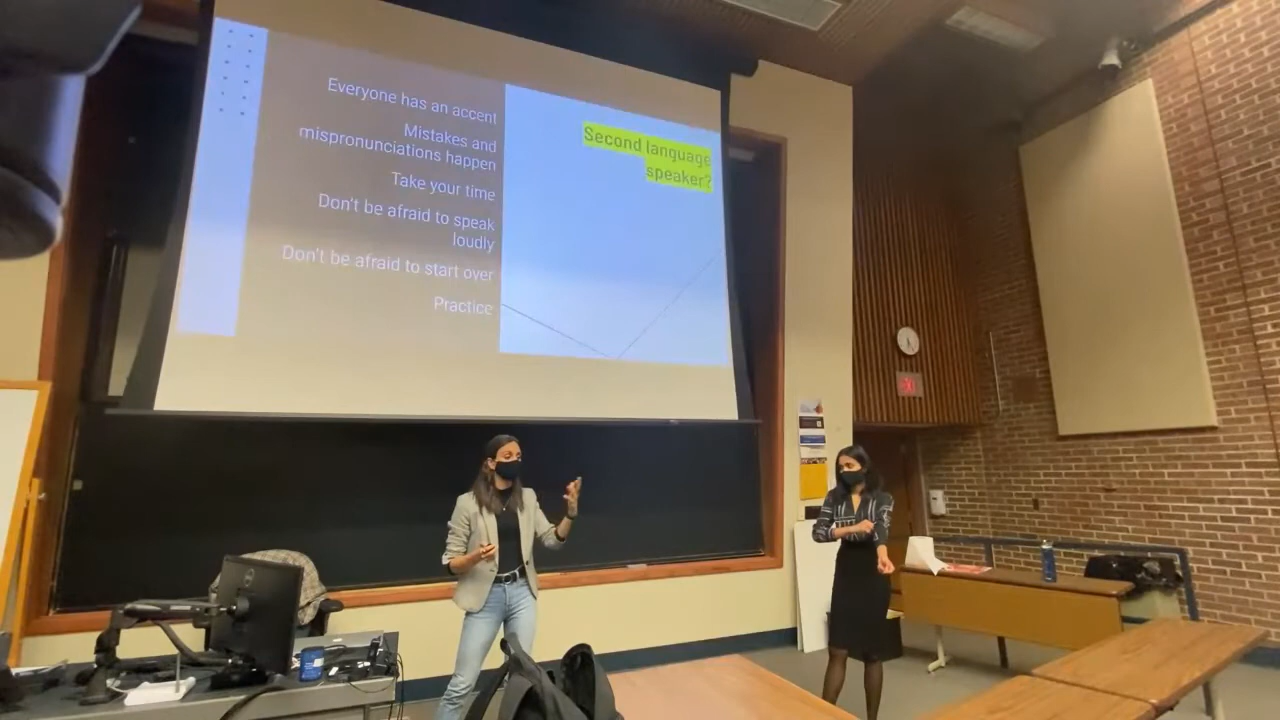 Everyone has an accent
Mistakes and
mispronunciations happen
Take your time
Don't be afraid to speak
loudly
Don't be afraid to start over
Practice
Second language
speaker?